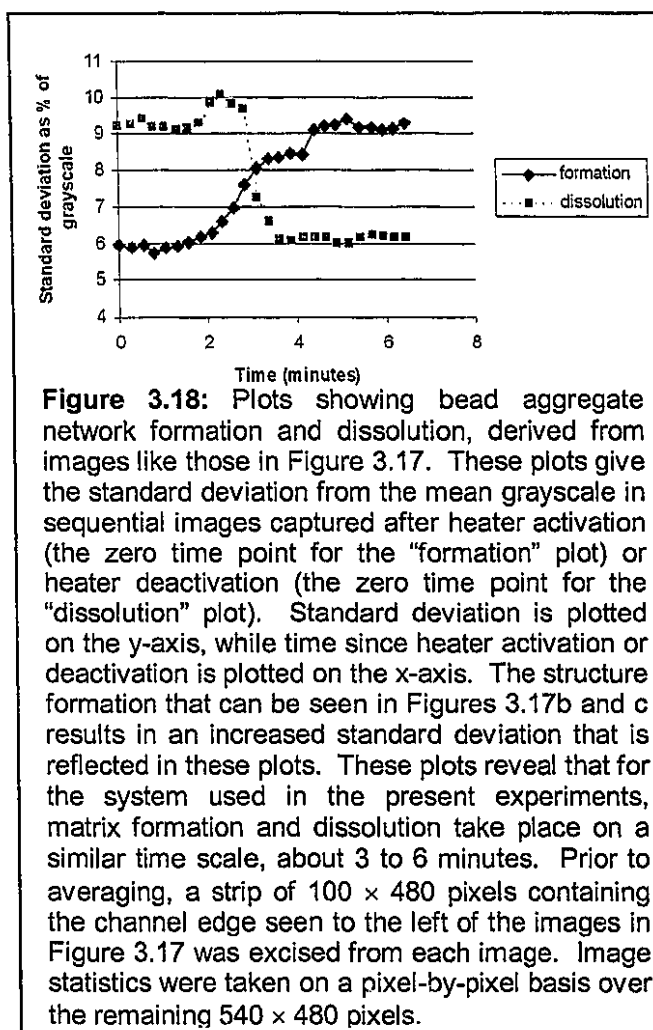 11
10
9
8
7
6
5
4
Standard deviation as % of
grayscale
0 2 4 6 8
Time (minutes)
formation
dissolution
Figure 3.18: Plots showing bead aggregate
network formation and dissolution, derived from
images like those in Figure 3.17. These plots give
the standard deviation from the mean grayscale in
sequential images captured after heater activation
(the zero time point for the "formation" plot) or
heater deactivation (the zero time point for the
"dissolution" plot). Standard deviation is plotted
on the y-axis, while time since heater activation or
deactivation is plotted on the x-axis. The structure
formation that can be seen in Figures 3.17b and c
results in an increased standard deviation that is
reflected in these plots. These plots reveal that for
the system used in the present experiments,
matrix formation and dissolution take place on a
similar time scale, about 3 to 6 minutes. Prior to
averaging, a strip of 100 × 480 pixels containing
the channel edge seen to the left of the images in
Figure 3.17 was excised from each image. Image
statistics were taken on a pixel-by-pixel basis over
the remaining 540 × 480 pixels.